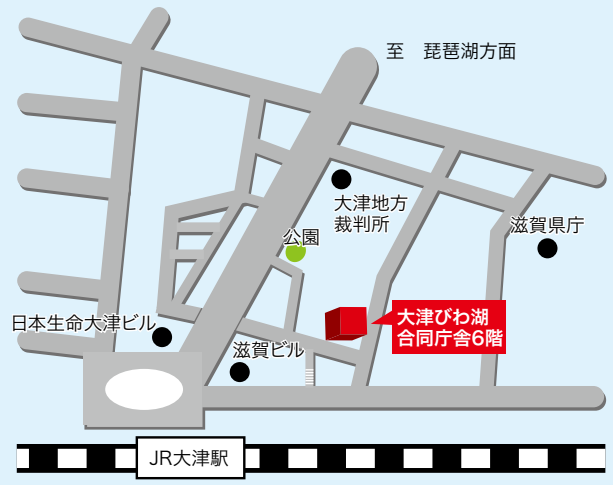 至　琵琶湖方面
大津地方
裁判所
滋賀県庁
公園
大津びわ湖
合同庁舎6階
日本生命大津ビル
滋賀ビル
JR大津駅